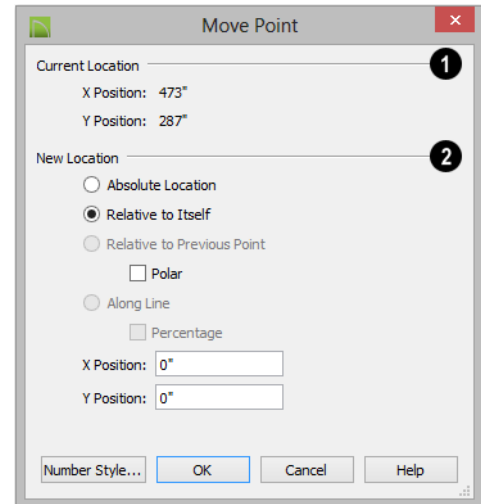 Move Point
Current Location
1
X Position: 473"
Y Position: 287"
New Location
2
Absolute Location
Relative to Itself
Relative to Previous Point
Polar
Along Line
Percentage
X Position: 0"
Y Position: 0"
Number Style... OK Cancel Help